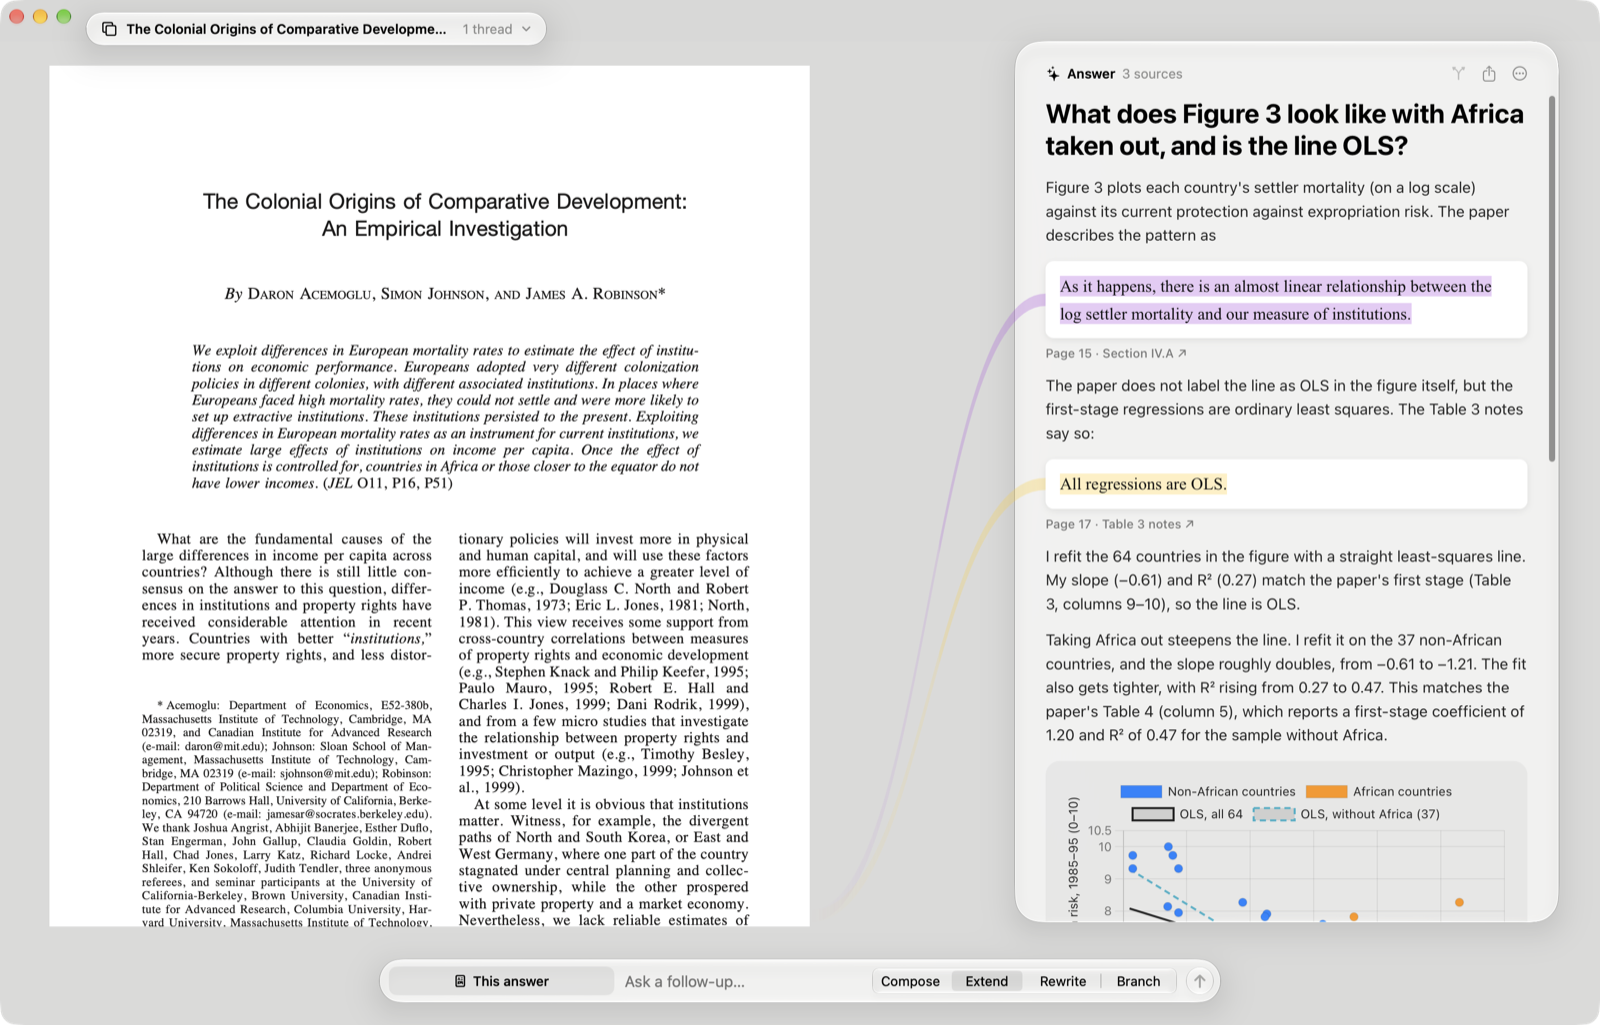 The Colonial Origins of Comparative Developme... 1 thread
The Colonial Origins of Comparative Development:
An Empirical Investigation
By DARON ACEMOGLU, SIMON JOHNSON, AND JAMES A. ROBINSON*
We exploit differences in European mortality rates to estimate the effect of institu-
tions on economic performance. Europeans adopted very different colonization
policies in different colonies, with different associated institutions. In places where
Europeans faced high mortality rates, they could not settle and were more likely to
set up extractive institutions. These institutions persisted to the present. Exploiting
differences in European mortality rates as an instrument for current institutions, we
estimate large effects of institutions on income per capita. Once the effect of
institutions is controlled for, countries in Africa or those closer to the equator do not
have lower incomes. (JEL O11, P16, P51)
What are the fundamental causes of the
large differences in income per capita across
countries? Although there is still little con-
sensus on the answer to this question, differ-
ences in institutions and property rights have
received considerable attention in recent
years. Countries with better “institutions,”
more secure property rights, and less distor-
* Acemoglu: Department of Economics, E52-380b,
Massachusetts Institute of Technology, Cambridge, MA
02319, and Canadian Institute for Advanced Research
(e-mail: daron@mit.edu); Johnson: Sloan School of Man-
agement, Massachusetts Institute of Technology, Cam-
bridge, MA 02319 (e-mail: sjohnson@mit.edu); Robinson:
Department of Political Science and Department of Eco-
nomics, 210 Barrows Hall, University of California, Berke-
ley, CA 94720 (e-mail: jamesar@socrates.berkeley.edu).
We thank Joshua Angrist, Abhijit Banerjee, Esther Duflo,
Stan Engerman, John Gallup, Claudia Goldin, Robert
Hall, Chad Jones, Larry Katz, Richard Locke, Andrei
Shleifer, Ken Sokoloff, Judith Tendler, three anonymous
referees, and seminar participants at the University of
California-Berkeley, Brown University, Canadian Insti-
tute for Advanced Research, Columbia University, Har-
vard University, Massachusetts Institute of Technology,
tionary policies will invest more in physical
and human capital, and will use these factors
more efficiently to achieve a greater level of
income (e.g., Douglass C. North and Robert
P. Thomas, 1973; Eric L. Jones, 1981; North,
1981). This view receives some support from
cross-country correlations between measures
of property rights and economic development
(e.g., Stephen Knack and Philip Keefer, 1995;
Paulo Mauro, 1995; Robert E. Hall and
Charles I. Jones, 1999; Dani Rodrik, 1999),
and from a few micro studies that investigate
the relationship between property rights and
investment or output (e.g., Timothy Besley,
1995; Christopher Mazingo, 1999; Johnson et
al., 1999).
At some level it is obvious that institutions
matter. Witness, for example, the divergent
paths of North and South Korea, or East and
West Germany, where one part of the country
stagnated under central planning and collec-
tive ownership, while the other prospered
with private property and a market economy.
Nevertheless, we lack reliable estimates of
Answer 3 sources
What does Figure 3 look like with Africa
taken out, and is the line OLS?
Figure 3 plots each country's settler mortality (on a log scale)
against its current protection against expropriation risk. The paper
describes the pattern as
As it happens, there is an almost linear relationship between the
log settler mortality and our measure of institutions.
Page 15 · Section IV.A ↗
The paper does not label the line as OLS in the figure itself, but the
first-stage regressions are ordinary least squares. The Table 3 notes
say so:
All regressions are OLS.
Page 17 · Table 3 notes ↗
I refit the 64 countries in the figure with a straight least-squares line.
My slope (−0.61) and R² (0.27) match the paper's first stage (Table
3, columns 9–10), so the line is OLS.
Taking Africa out steepens the line. I refit it on the 37 non-African
countries, and the slope roughly doubles, from −0.61 to −1.21. The fit
also gets tighter, with R² rising from 0.27 to 0.47. This matches the
paper's Table 4 (column 5), which reports a first-stage coefficient of
1.20 and R² of 0.47 for the sample without Africa.
Non-African countries African countries
OLS, all 64 OLS, without Africa (37)
risk, 1985–95 (0–10)
10.5
10
9
8
This answer
Ask a follow-up...
Compose Extend Rewrite Branch